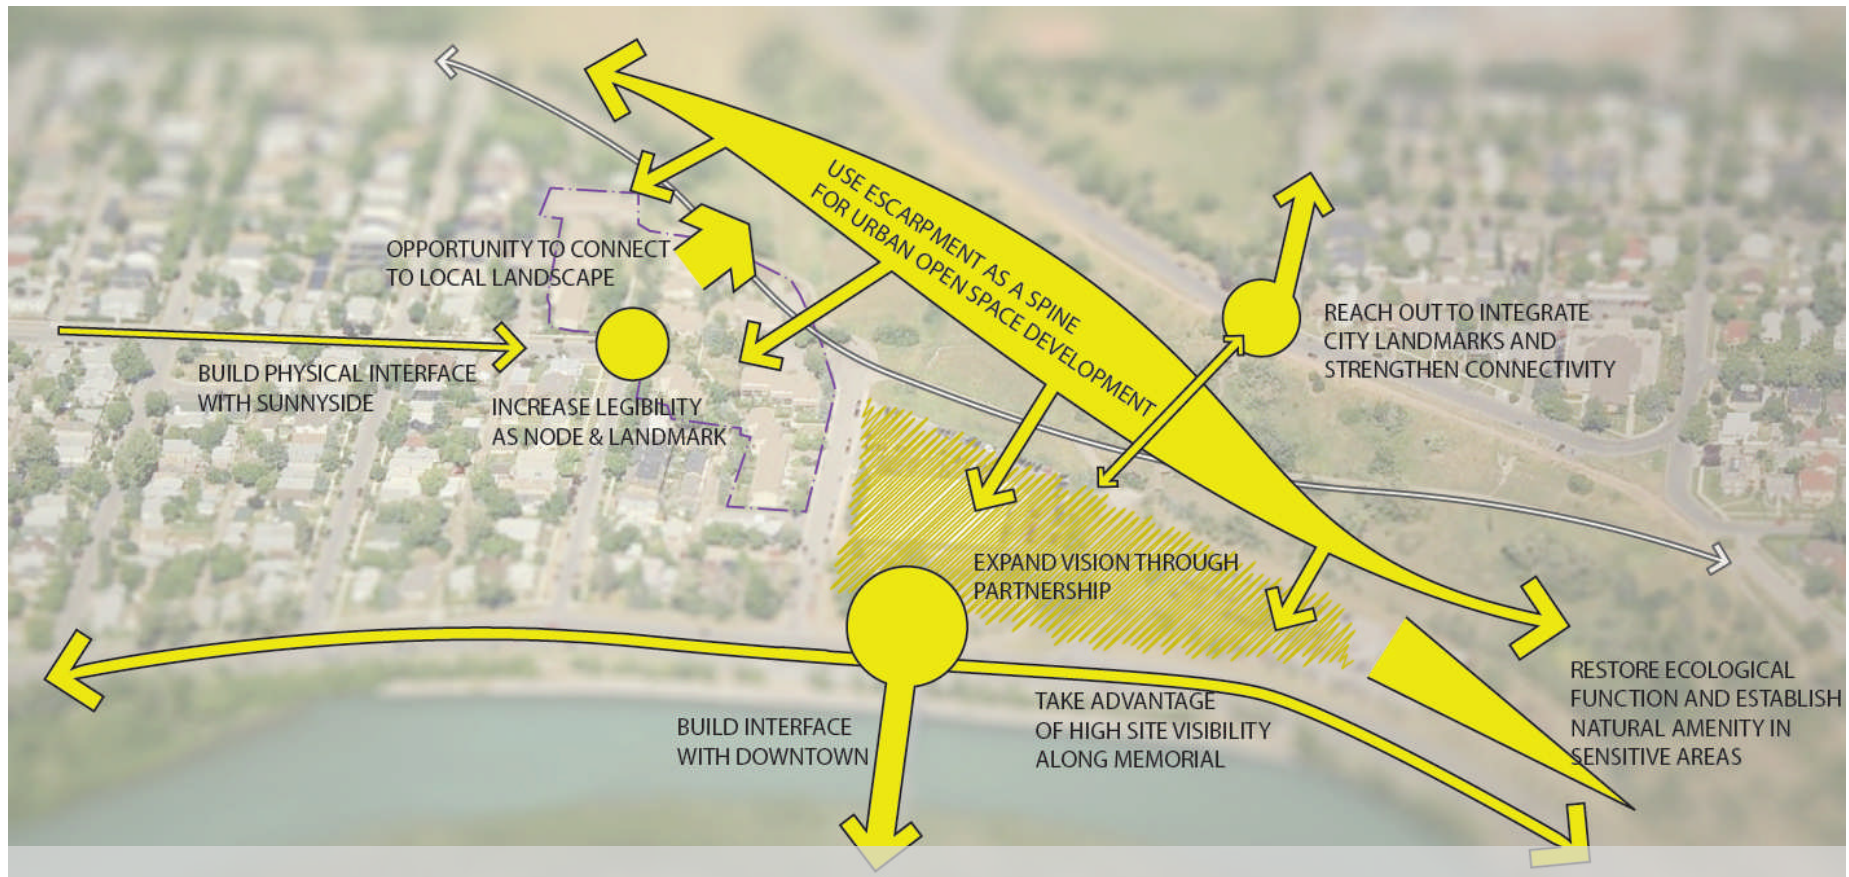 USE ESCARPMENT AS A SPINE
FOR URBAN OPEN SPACE DEVELOPMENT
OPPORTUNITY TO CONNECT
TO LOCAL LANDSCAPE
REACH OUT TO INTEGRATE
CITY LANDMARKS AND
STRENGTHEN CONNECTIVITY
BUILD PHYSICAL INTERFACE
WITH SUNNYSIDE
INCREASE LEGIBILITY
AS NODE & LANDMARK
EXPAND VISION THROUGH
PARTNERSHIP
RESTORE ECOLOGICAL
FUNCTION AND ESTABLISH
NATURAL AMENITY IN
SENSITIVE AREAS
TAKE ADVANTAGE
OF HIGH SITE VISIBILITY
ALONG MEMORIAL
BUILD INTERFACE
WITH DOWNTOWN